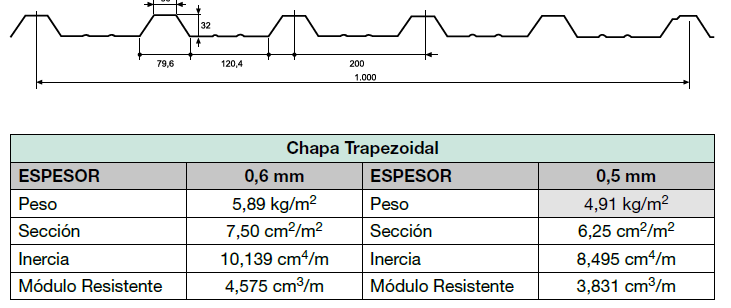 32
79,6 120,4 200
1.000
Chapa Trapezoidal
ESPESOR 0,6 mm ESPESOR 0,5 mm
Peso 5,89 kg/m² Peso 4,91 kg/m²
Sección 7,50 cm²/m² Sección 6,25 cm²/m²
Inercia 10,139 cm⁴/m Inercia 8,495 cm⁴/m
Módulo Resistente 4,575 cm³/m Módulo Resistente 3,831 cm³/m